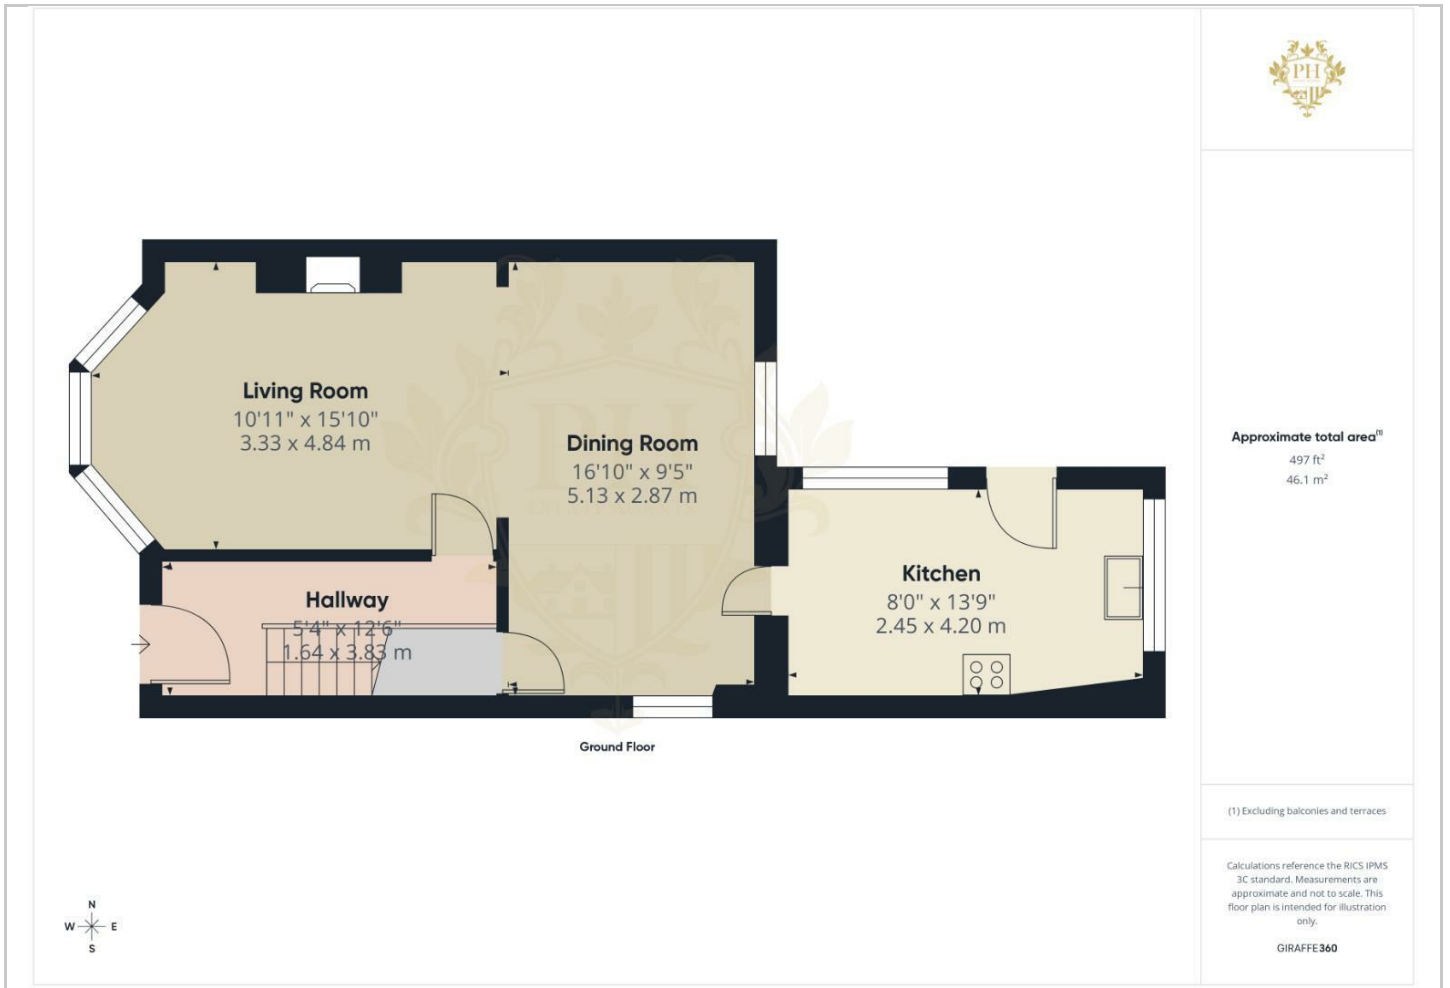 PH
Living Room
10'11" x 15'10"
3.33 x 4.84 m
Dining Room
16'10" x 9'5"
5.13 x 2.87 m
Kitchen
8'0" x 13'9"
2.45 x 4.20 m
Hallway
5'4" x 12'6"
1.64 x 3.83 m
Ground Floor
N
W E
S
Approximate total area(1)
497 ft²
46.1 m²
(1) Excluding balconies and terraces
Calculations reference the RICS IPMS
3C standard. Measurements are
approximate and not to scale. This
floor plan is intended for illustration
only.
GIRAFFE360